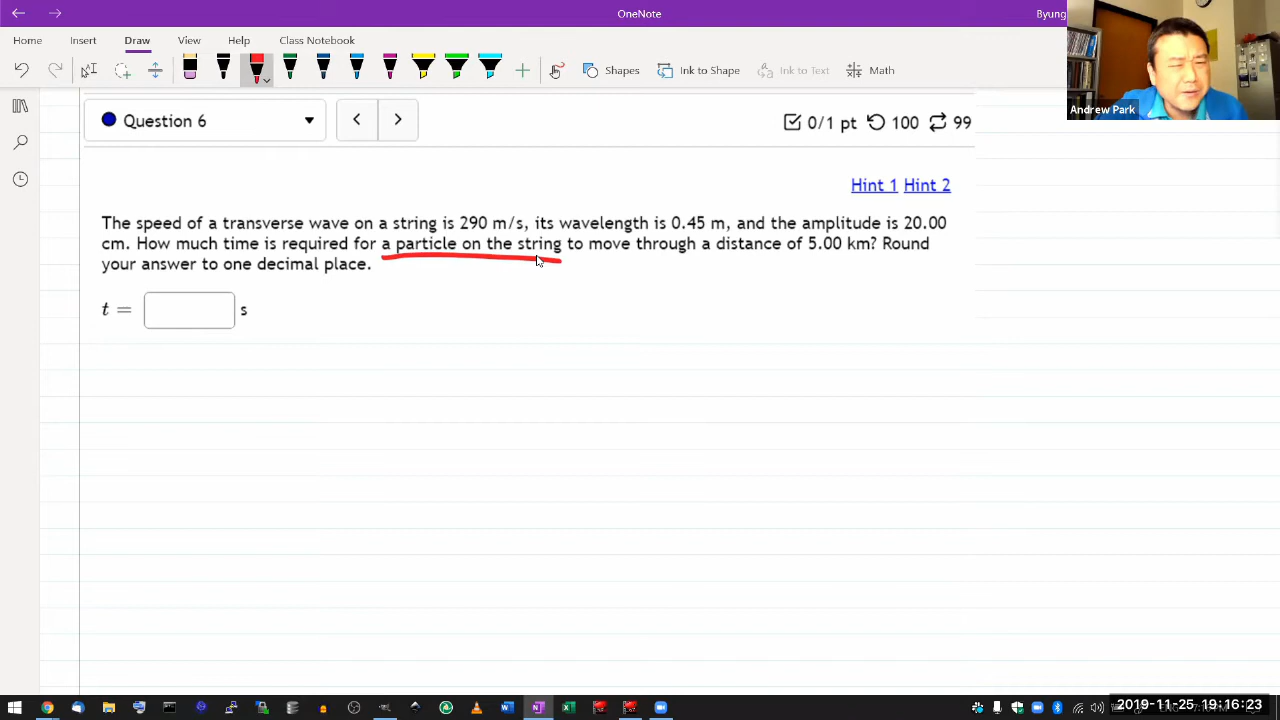 OneNote
Byung
Home Insert Draw View Help Class Notebook
Shapes Ink to Shape Ink to Text Math
Andrew Park
Question 6
0/1 pt 100 99
Hint 1 Hint 2
The speed of a transverse wave on a string is 290 m/s, its wavelength is 0.45 m, and the amplitude is 20.00
cm. How much time is required for a particle on the string to move through a distance of 5.00 km? Round
your answer to one decimal place.
t = s
2019-11-25 19:16:23